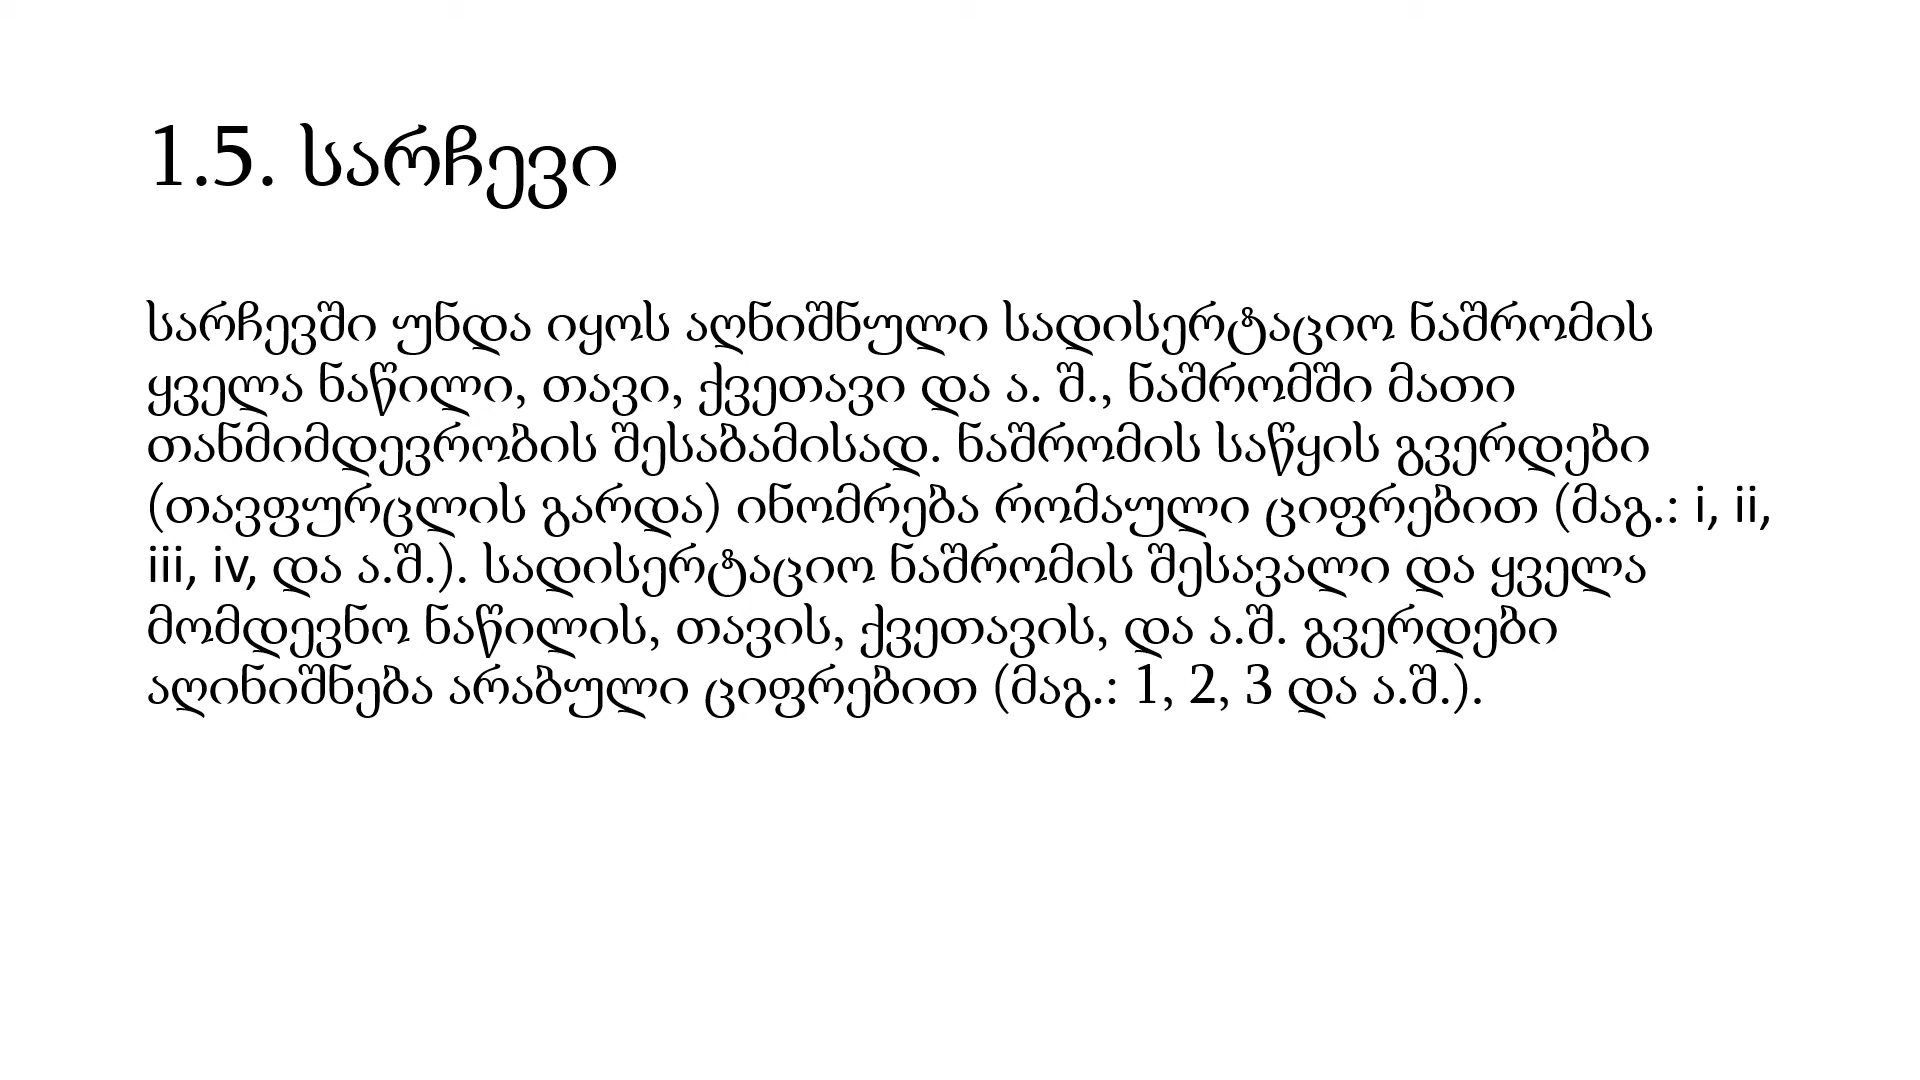 1.5. სარჩევი
სარჩევში უნდა იყოს აღნიშნული სადისერტაციო ნაშრომის
ყველა ნაწილი, თავი, ქვეთავი და ა. შ., ნაშრომში მათი
თანმიმდევრობის შესაბამისად. ნაშრომის საწყის გვერდები
(თავფურცლის გარდა) ინომრება რომაული ციფრებით (მაგ.: i, ii,
iii, iv, და ა.შ.). სადისერტაციო ნაშრომის შესავალი და ყველა
მომდევნო ნაწილის, თავის, ქვეთავის, და ა.შ. გვერდები
აღინიშნება არაბული ციფრებით (მაგ.: 1, 2, 3 და ა.შ.).